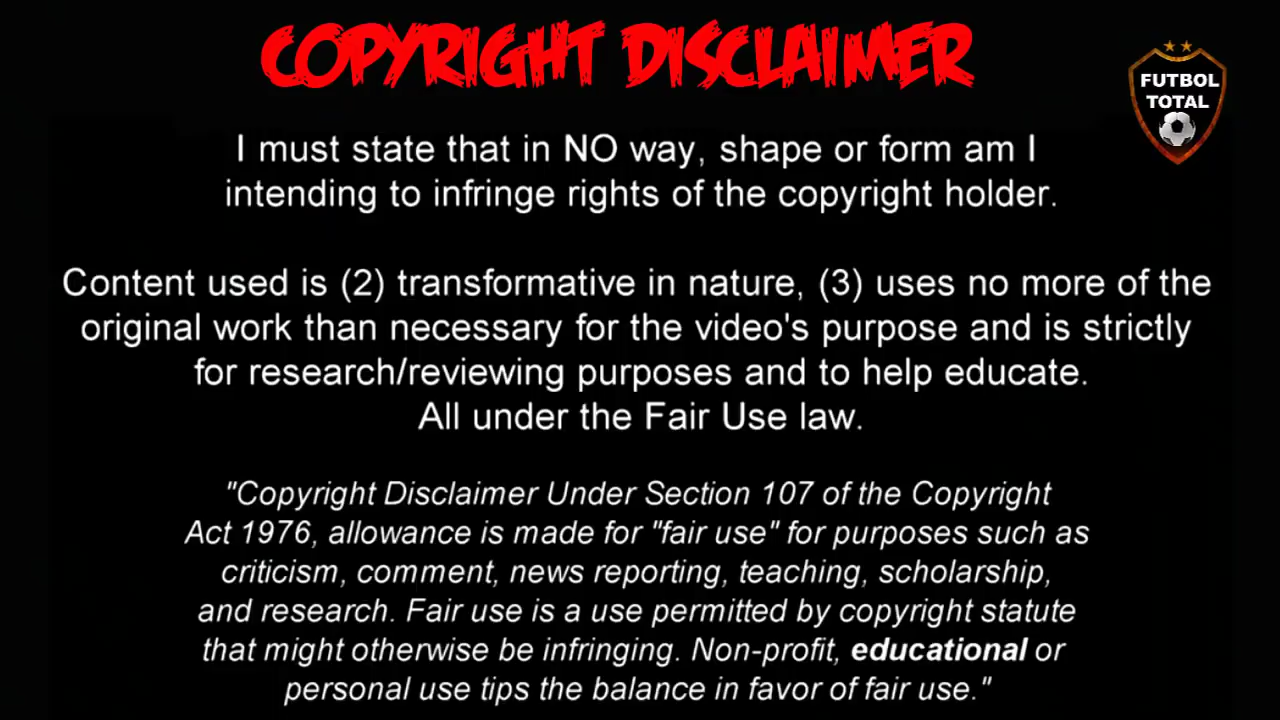 COPYRIGHT DISCLAIMER
FUTBOL
TOTAL
I must state that in NO way, shape or form am I
intending to infringe rights of the copyright holder.
Content used is (2) transformative in nature, (3) uses no more of the
original work than necessary for the video's purpose and is strictly
for research/reviewing purposes and to help educate.
All under the Fair Use law.
"Copyright Disclaimer Under Section 107 of the Copyright
Act 1976, allowance is made for "fair use" for purposes such as
criticism, comment, news reporting, teaching, scholarship,
and research. Fair use is a use permitted by copyright statute
that might otherwise be infringing. Non-profit, educational or
personal use tips the balance in favor of fair use."